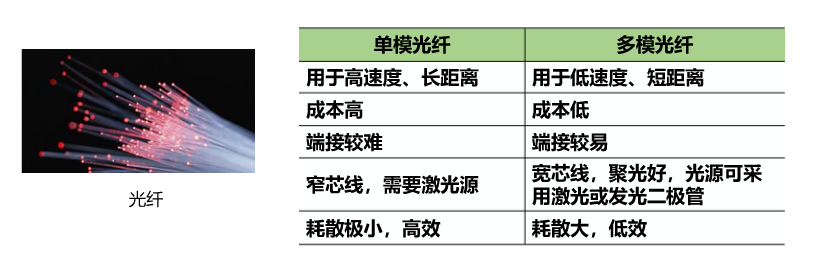 光纤
单模光纤 多模光纤
用于高速度、长距离 用于低速度、短距离
成本高 成本低
端接较难 端接较易
窄芯线，需要激光源 宽芯线，聚光好，光源可采
用激光或发光二极管
耗散极小，高效 耗散大，低效